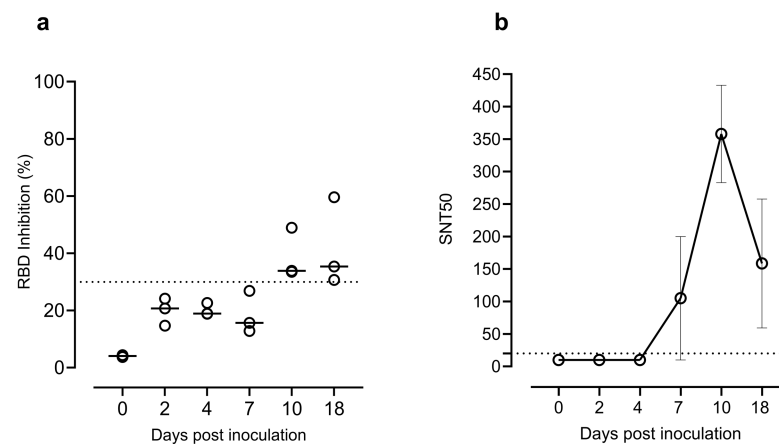 a
100
80
60
40
20
0
RBD Inhibition (%)
0 2 4 7 10 18
Days post inoculation
b
450
400
350
300
250
200
150
100
50
0
SNT50
0 2 4 7 10 18
Days post inoculation